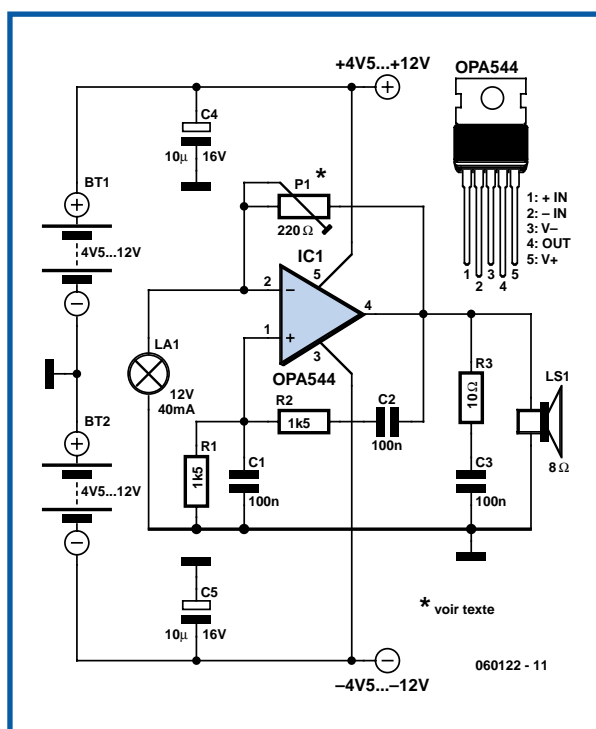 +4V5...+12V
OPA544
C4
10µ 16V
BT1
4V5...12V
P1
*
220Ω
IC1
1: + IN
2: – IN
3: V–
4: OUT
5: V+
1 2 3 4 5
2
1
5
4
3
OPA544
LA1
12V
40mA
R2
1k5
C2
100n
R3
10Ω
LS1
8Ω
R1
1k5
C1
100n
C3
100n
BT2
4V5...12V
C5
10µ 16V
* voir texte
–4V5...–12V
060122 - 11